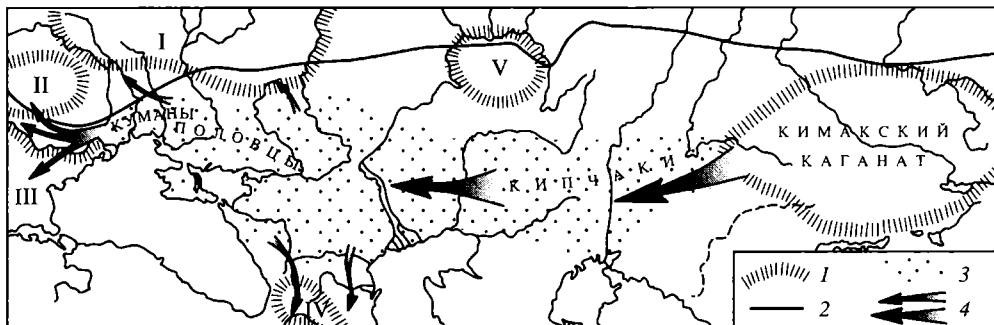 I
II
V
КУМАНЫ
ПОЛОВЦЫ
КИМАКСКИЙ
КАГАНАТ
КИПЧАКИ
III
IV
1
3
2
4